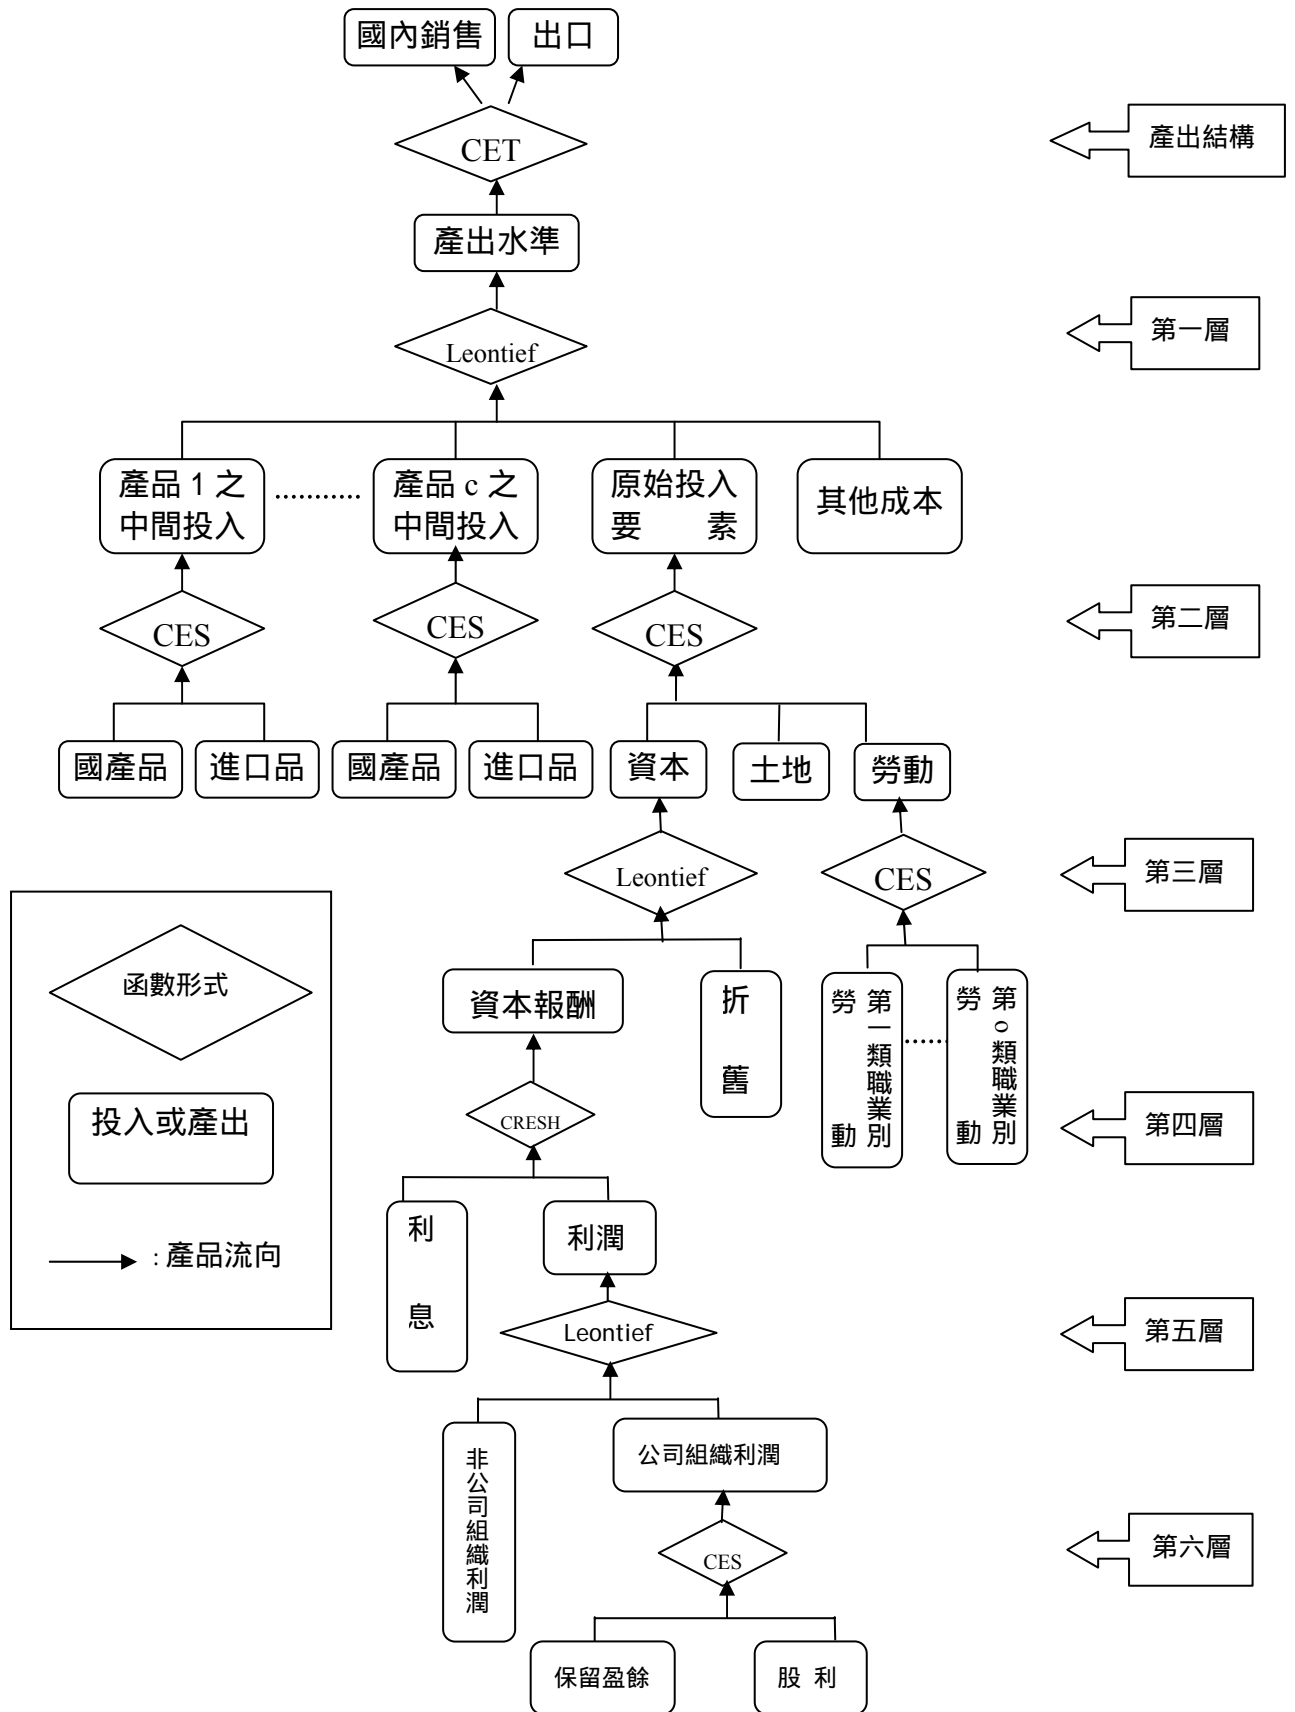 國內銷售
出口
CET
產出結構
產出水準
Leontief
第一層
產品 1 之
中間投入
…………
產品 c 之
中間投入
原始投入
要 素
其他成本
CES
CES
CES
第二層
國產品
進口品
國產品
進口品
資本
土地
勞動
Leontief
CES
第三層
函數形式
投入或產出
: 產品流向
資本報酬
折舊
第一類職業別
勞動
……
第o類職業別
勞動
CRESH
第四層
利息
利潤
Leontief
第五層
非公司組織利潤
公司組織利潤
CES
第六層
保留盈餘
股 利